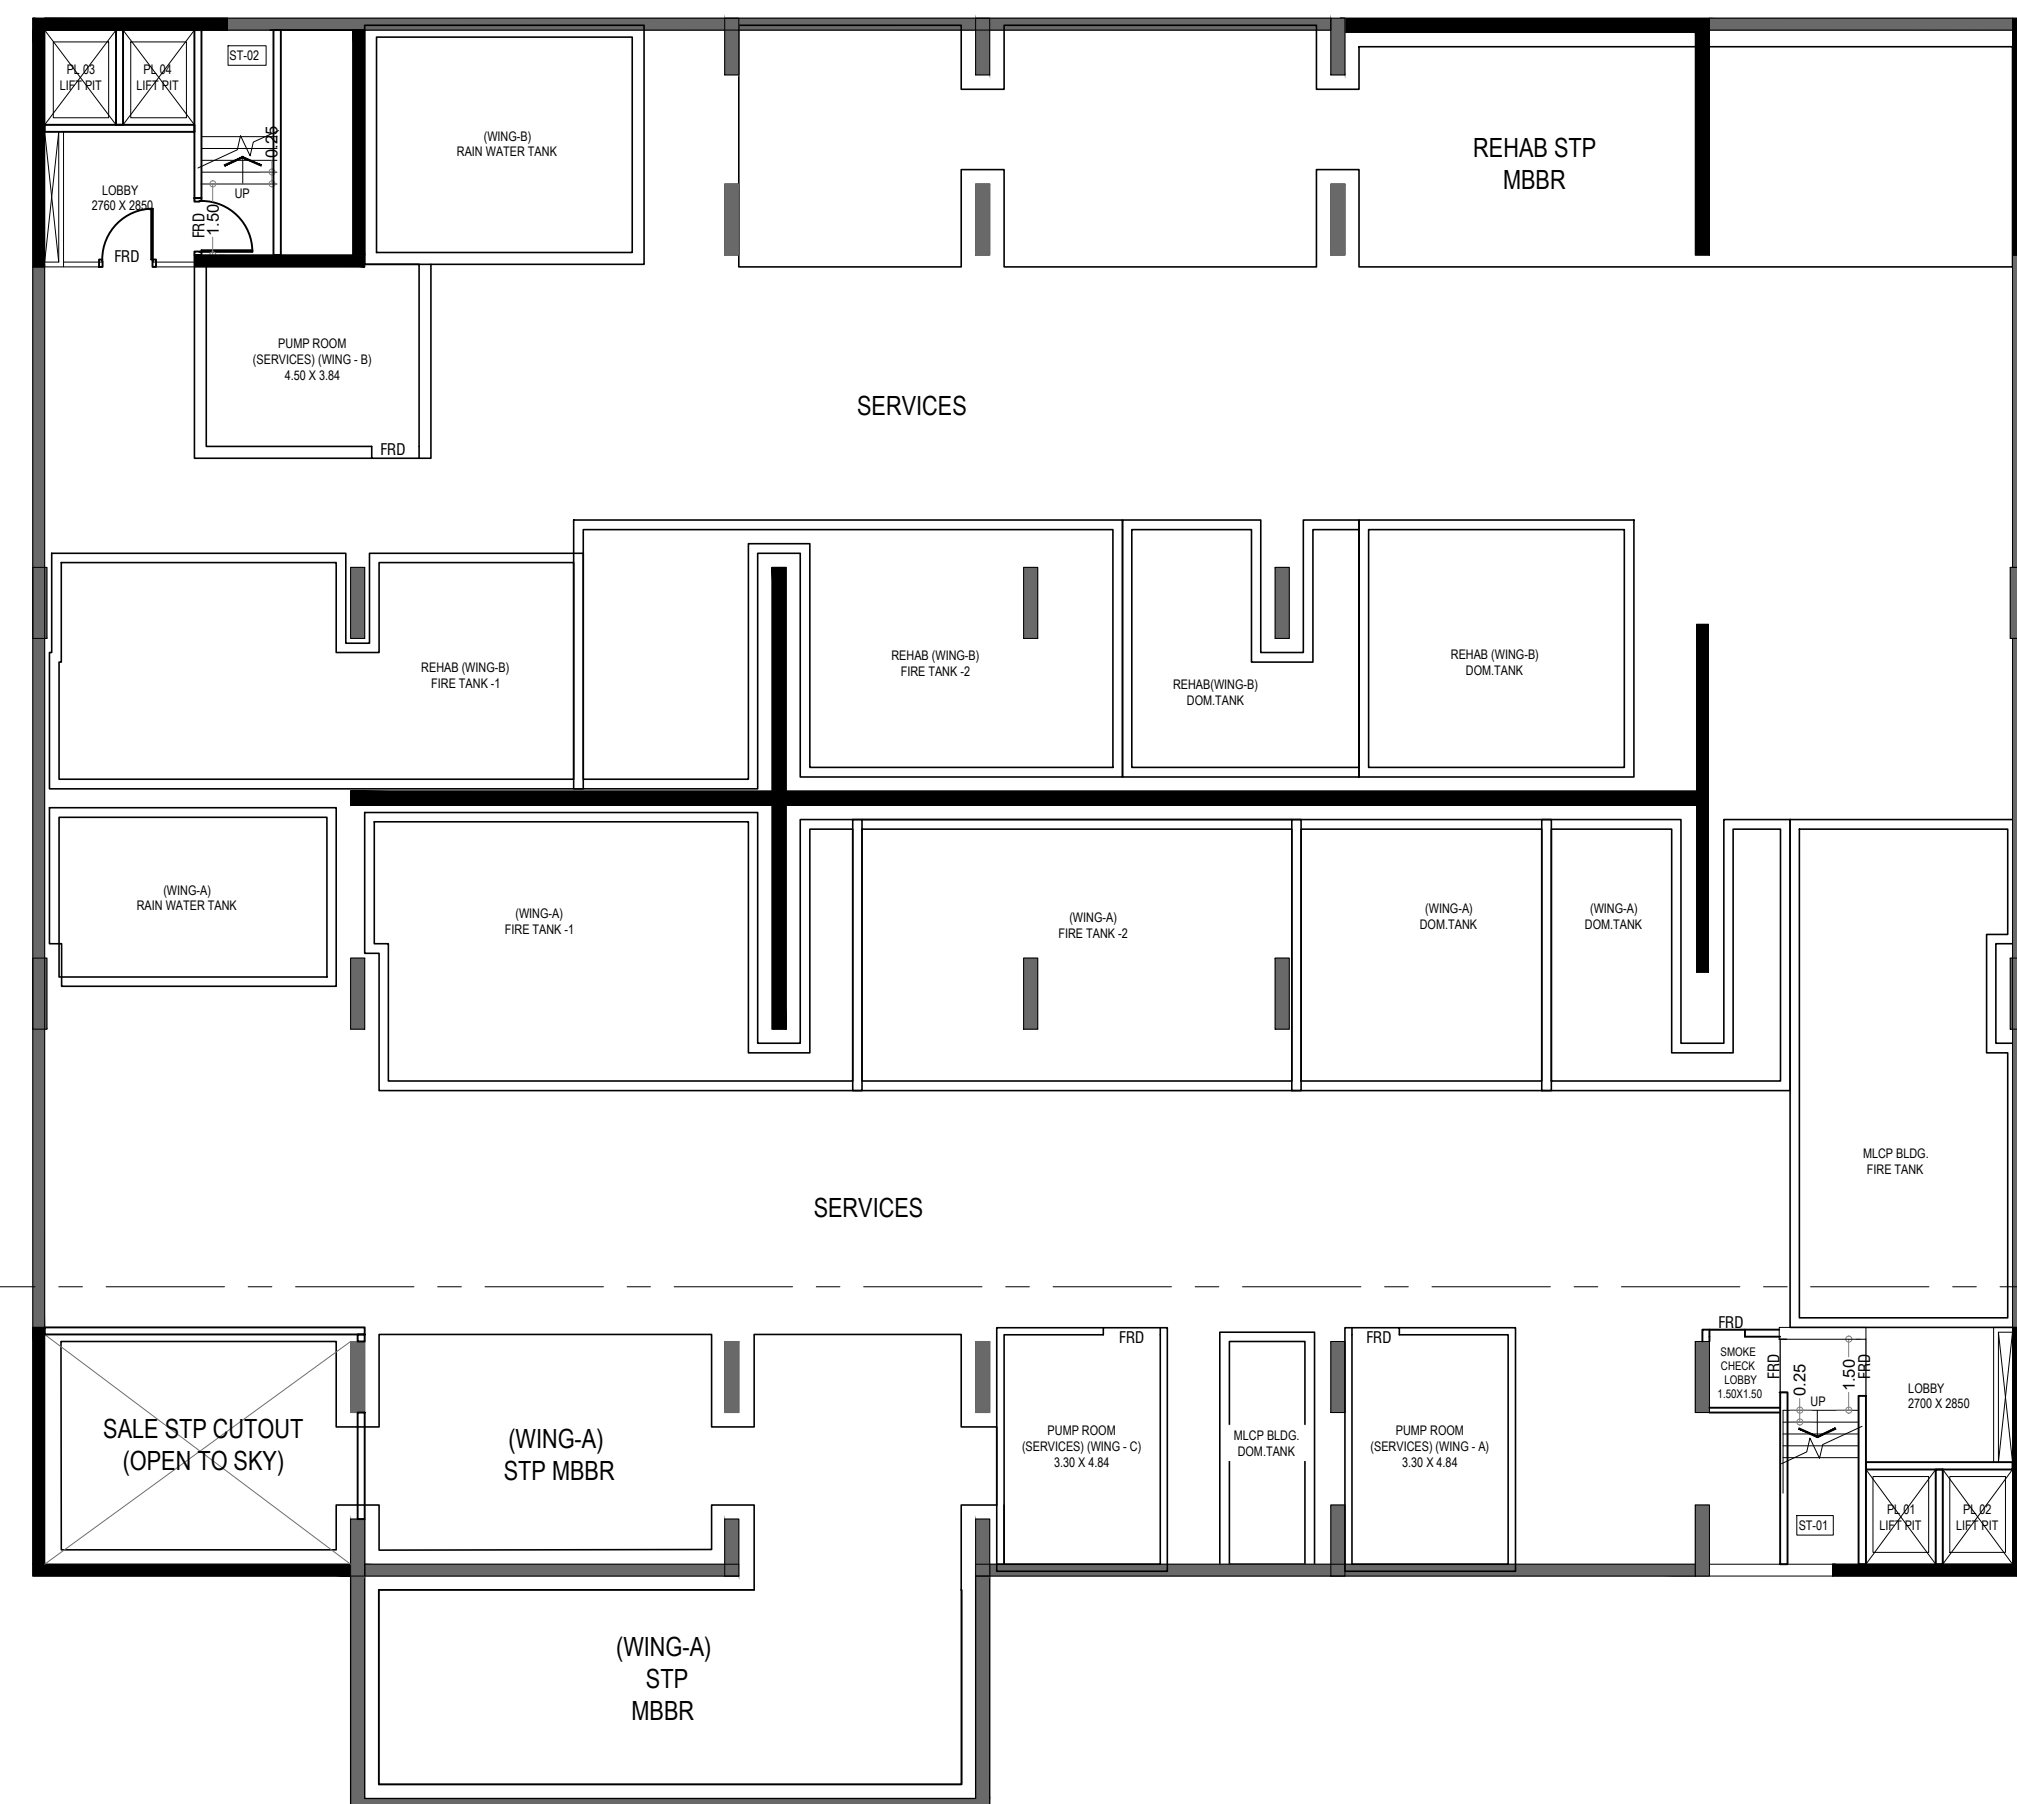 ST-02
PL 03
LIFT PIT
PL 04
LIFT PIT
0.25
(WING-B)
RAIN WATER TANK
REHAB STP
MBBR
LOBBY
2760 X 2850
UP
FRD
1.50
FRD
PUMP ROOM
(SERVICES) (WING - B)
4.50 X 3.84
FRD
SERVICES
REHAB (WING-B)
FIRE TANK -1
REHAB (WING-B)
FIRE TANK -2
REHAB(WING-B)
DOM.TANK
REHAB (WING-B)
DOM.TANK
(WING-A)
RAIN WATER TANK
(WING-A)
FIRE TANK -1
(WING-A)
FIRE TANK -2
(WING-A)
DOM.TANK
(WING-A)
DOM.TANK
MLCP BLDG.
FIRE TANK
SERVICES
SALE STP CUTOUT
(OPEN TO SKY)
(WING-A)
STP MBBR
FRD
PUMP ROOM
(SERVICES) (WING - C)
3.30 X 4.84
MLCP BLDG.
DOM.TANK
FRD
PUMP ROOM
(SERVICES) (WING - A)
3.30 X 4.84
FRD
SMOKE
CHECK
LOBBY
1.50X1.50
FRD
0.25
1.50
FRD
UP
LOBBY
2700 X 2850
ST-01
PL 01
LIFT PIT
PL 02
LIFT PIT
(WING-A)
STP
MBBR